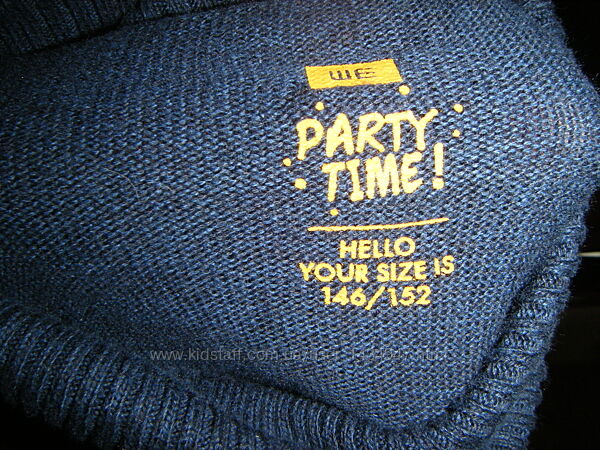 WE
PARTY
TIME!
HELLO
YOUR SIZE IS
146/152